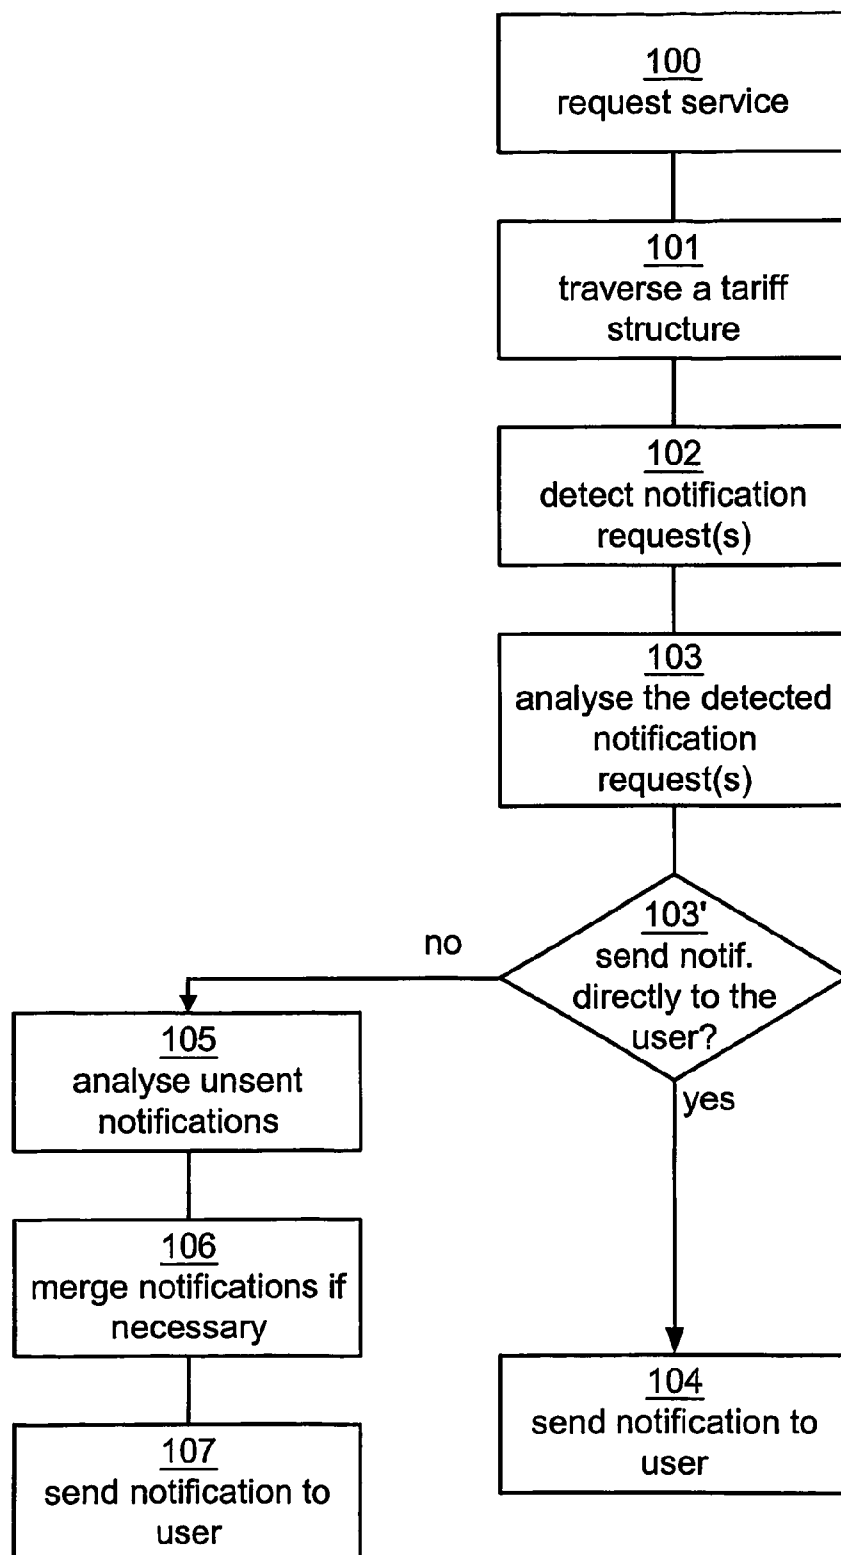 100
request service
101
traverse a tariff
structure
102
detect notification
request(s)
103
analyse the detected
notification
request(s)
103'
send notif.
directly to the
user?
no
yes
105
analyse unsent
notifications
106
merge notifications if
necessary
107
send notification to
user
104
send notification to
user